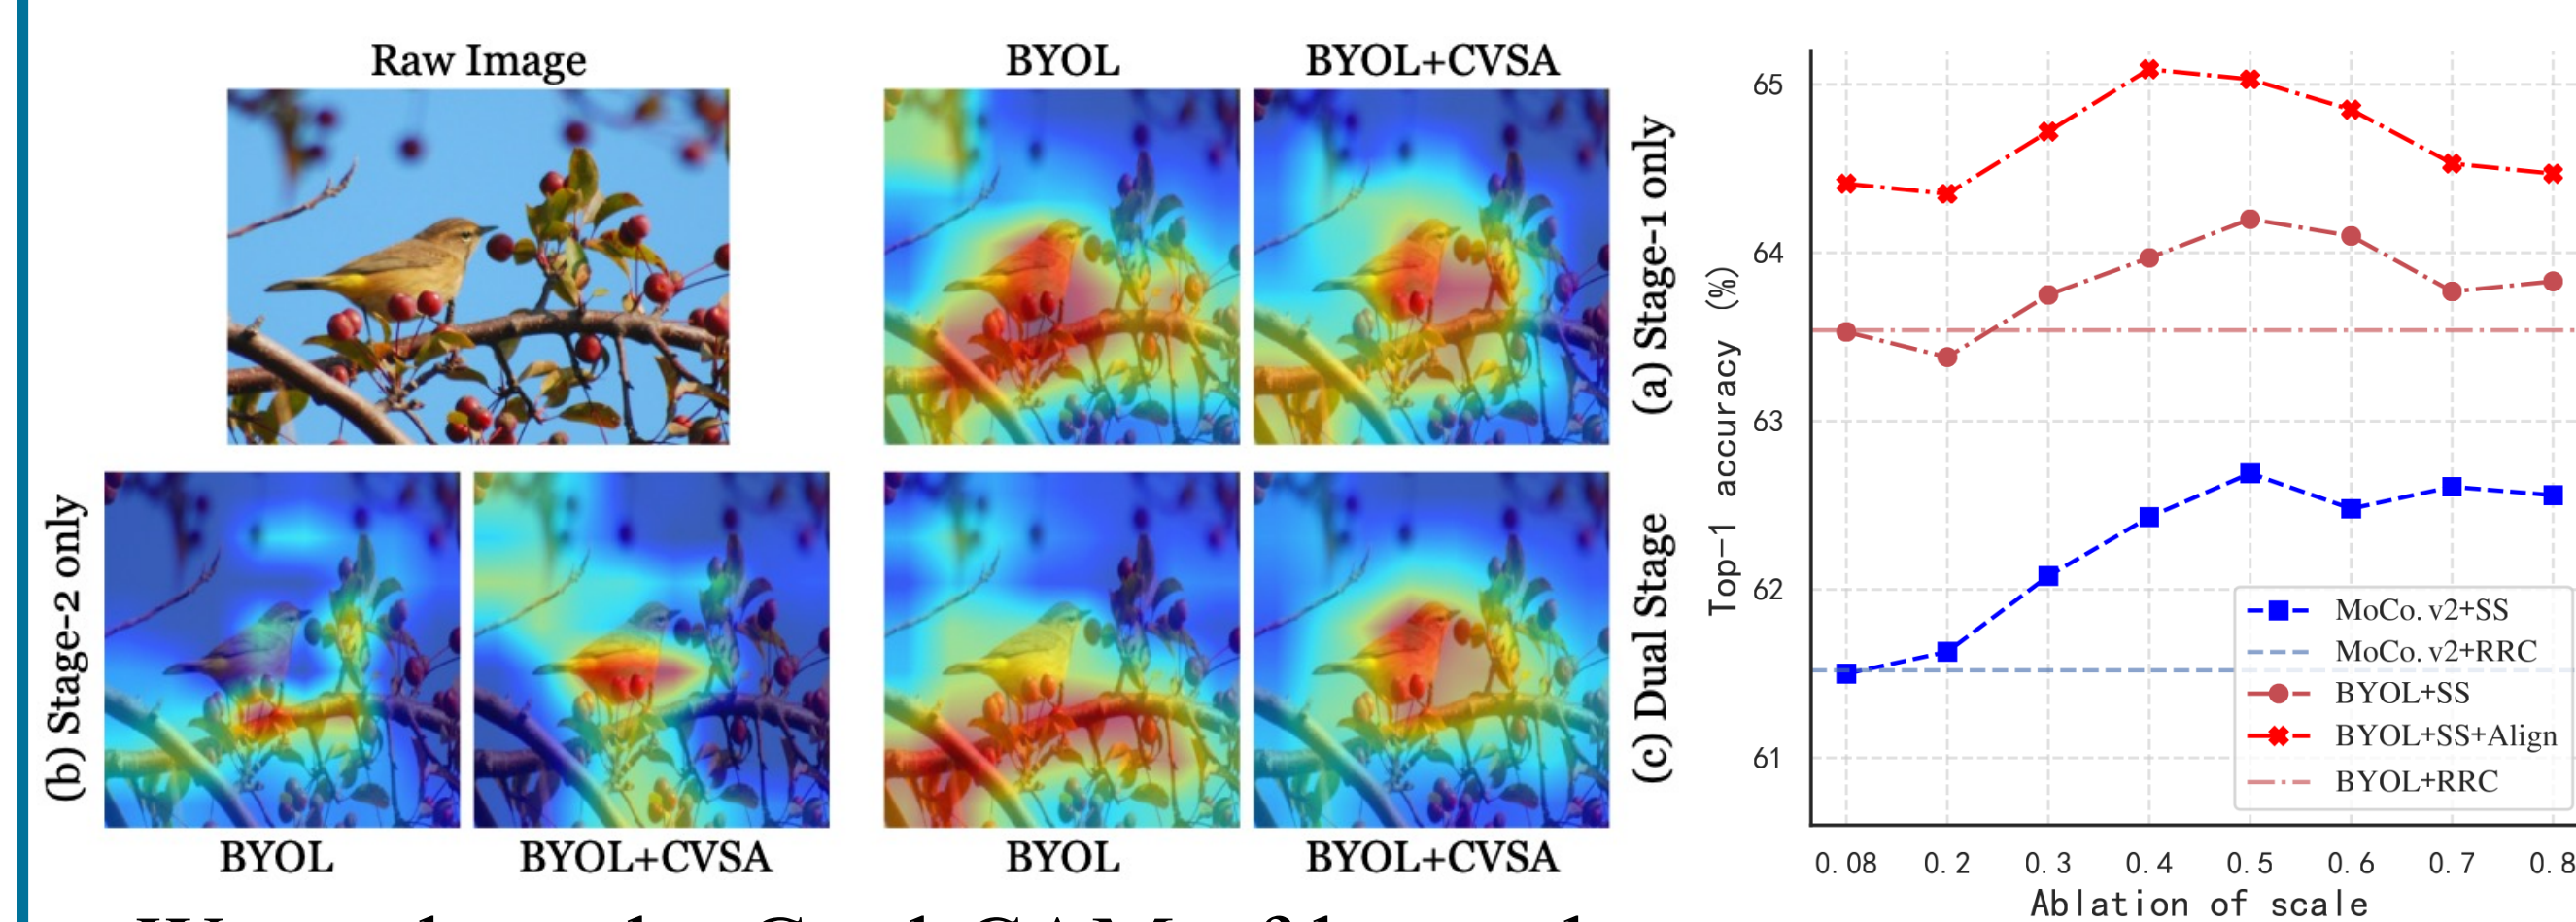 Raw Image
BYOL
BYOL+CVSA
(a) Stage-1 only
(b) Stage-2 only
(c) Dual Stage
BYOL
BYOL+CVSA
BYOL
BYOL+CVSA
Top-1 accuracy (%)
65
64
63
62
61
MoCo. v2+SS
MoCo. v2+RRC
BYOL+SS
BYOL+SS+Align
BYOL+RRC
0.08 0.2 0.3 0.4 0.5 0.6 0.7 0.8
Ablation of scale